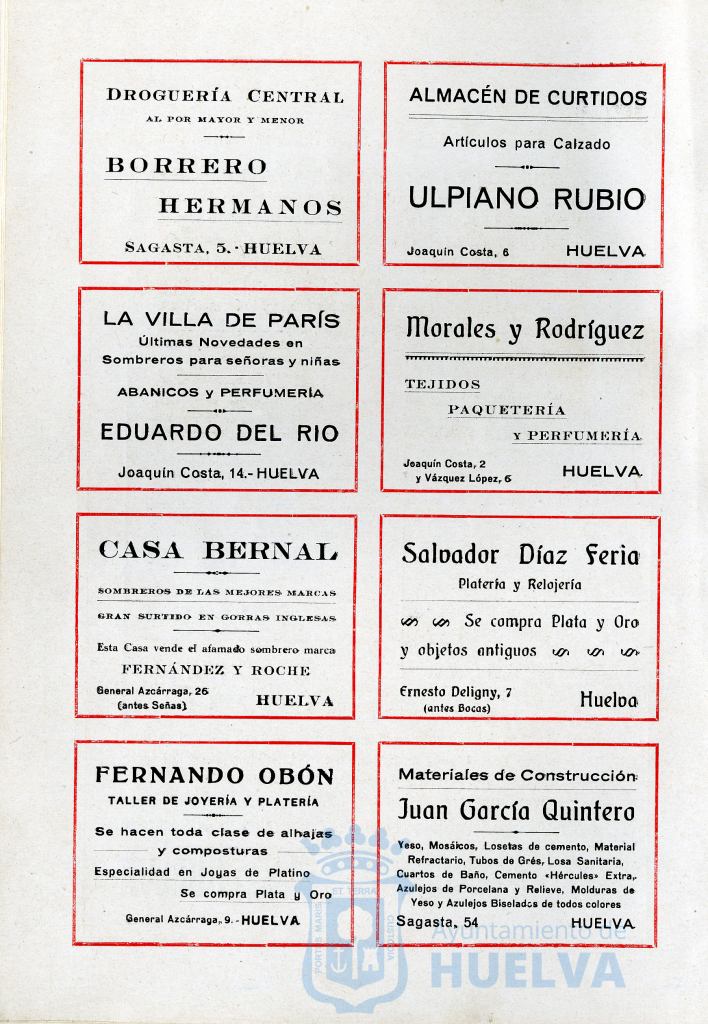 DROGUERÍA CENTRAL
AL POR MAYOR Y MENOR
BORRERO
HERMANOS
SAGASTA, 5.- HUELVA
ALMACÉN DE CURTIDOS
Artículos para Calzado
ULPIANO RUBIO
Joaquín Costa, 6 HUELVA
LA VILLA DE PARÍS
Últimas Novedades en
Sombreros para señoras y niñas
ABANICOS y PERFUMERÍA
EDUARDO DEL RIO
Joaquín Costa, 14.- HUELVA
Morales y Rodríguez
TEJIDOS
PAQUETERÍA
Y PERFUMERÍA
Joaquín Costa, 2
y Vázquez López, 6 HUELVA
CASA BERNAL
SOMBREROS DE LAS MEJORES MARCAS
GRAN SURTIDO EN GORRAS INGLESAS
Esta Casa vende el afamado sombrero marca
FERNÁNDEZ Y ROCHE
General Azcárraga, 26
(antes Señas) HUELVA
Salvador Díaz Feria
Platería y Relojería
Se compra Plata y Oro
y objetos antiguos
Ernesto Deligny, 7
(antes Bocas) Huelva
FERNANDO OBÓN
TALLER DE JOYERÍA Y PLATERÍA
Se hacen toda clase de alhajas
y composturas
Especialidad en Joyas de Platino
Se compra Plata y Oro
General Azcárraga, 9.- HUELVA
Materiales de Construcción
Juan García Quintero
Yeso, Mosáicos, Losetas de cemento, Material
Refractario, Tubos de Grés, Losa Sanitaria,
Cuartos de Baño, Cemento «Hércules» Extra,
Azulejos de Porcelana y Relieve, Molduras de
Yeso y Azulejos Biselados de todos colores
Sagasta, 54 HUELVA
PORTUS MARIS
ET TERRAE
CUSTODIA
Ayuntamiento de
HUELVA